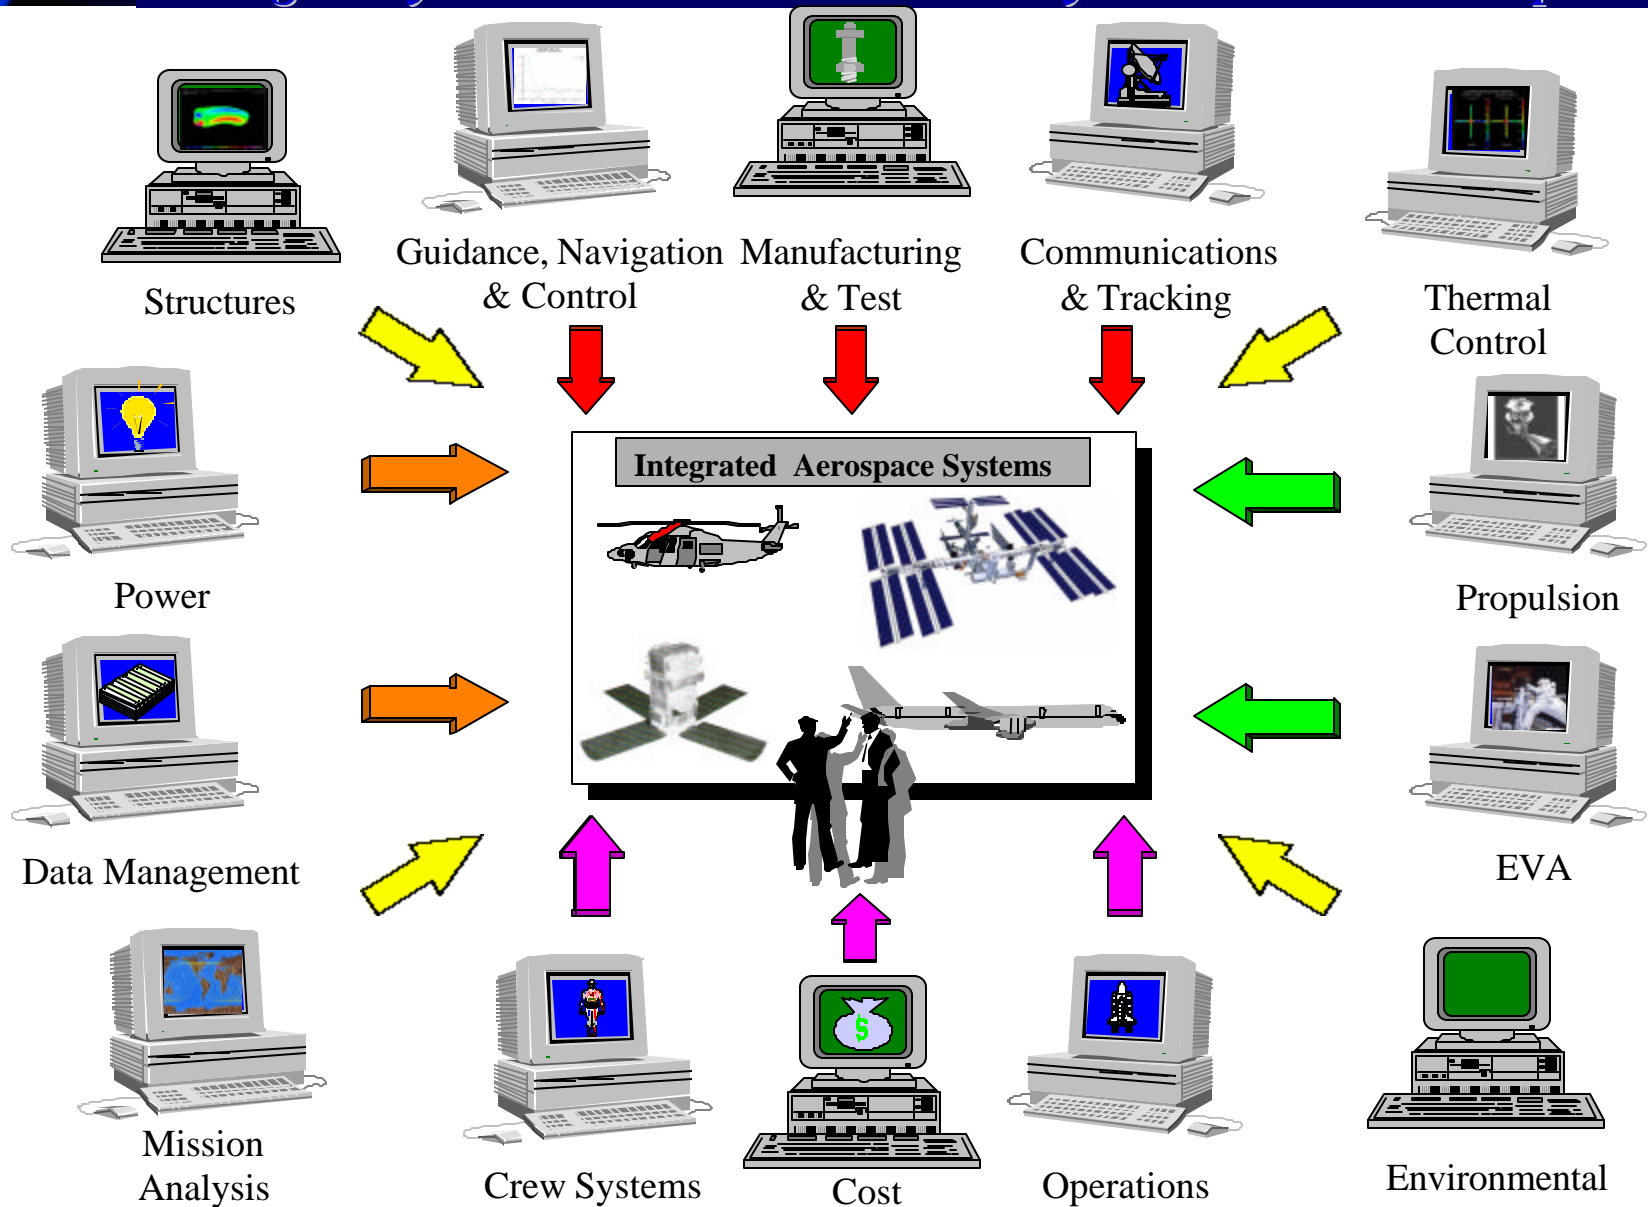 Guidance, Navigation
& Control
Manufacturing
& Test
Communications
& Tracking
Structures
Thermal
Control
Integrated  Aerospace Systems
Power
Propulsion
$
Data Management
EVA
Mission
Analysis
Crew Systems
Cost
Operations
Environmental